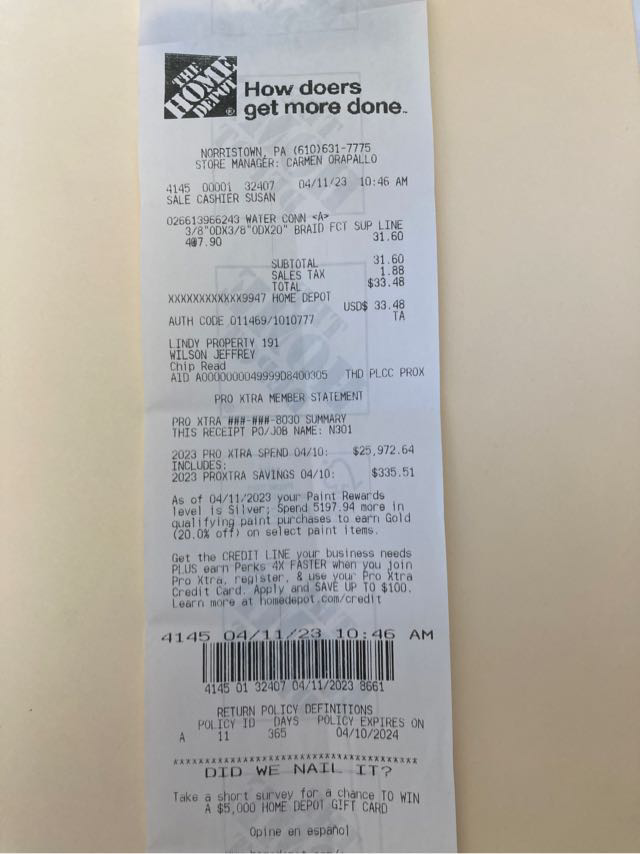 THE
HOME
DEPOT
How doers
get more done..
NORRISTOWN, PA (610)631-7775
STORE MANAGER: CARMEN ORAPALLO
4145 00001 32407 04/11/23 10:46 AM
SALE CASHIER SUSAN
026613966243 WATER CONN <A>
3/8"ODX3/8"ODX20" BRAID FCT SUP LINE
4@7.90 31.60
SUBTOTAL 31.60
SALES TAX 1.88
TOTAL $33.48
XXXXXXXXXXXX9947 HOME DEPOT
USD$ 33.48
AUTH CODE 011469/1010777 TA
LINDY PROPERTY 191
WILSON JEFFREY
Chip Read
AID A0000000049999D8400305 THD PLCC PROX
PRO XTRA MEMBER STATEMENT
PRO XTRA ###-###-8030 SUMMARY
THIS RECEIPT PO/JOB NAME: N301
2023 PRO XTRA SPEND 04/10: $25,972.64
INCLUDES:
2023 PROXTRA SAVINGS 04/10: $335.51
As of 04/11/2023 your Paint Rewards
level is Silver; Spend 5197.94 more in
qualifying paint purchases to earn Gold
(20.0% off) on select paint items.
Get the CREDIT LINE your business needs
PLUS earn Perks 4X FASTER when you join
Pro Xtra, register, & use your Pro Xtra
Credit Card. Apply and SAVE UP TO $100.
Learn more at homedepot.com/credit
4145 04/11/23 10:46 AM
4145 01 32407 04/11/2023 8661
RETURN POLICY DEFINITIONS
POLICY ID DAYS POLICY EXPIRES ON
A 11 365 04/10/2024
DID WE NAIL IT?
Take a short survey for a chance TO WIN
A $5,000 HOME DEPOT GIFT CARD
Opine en español